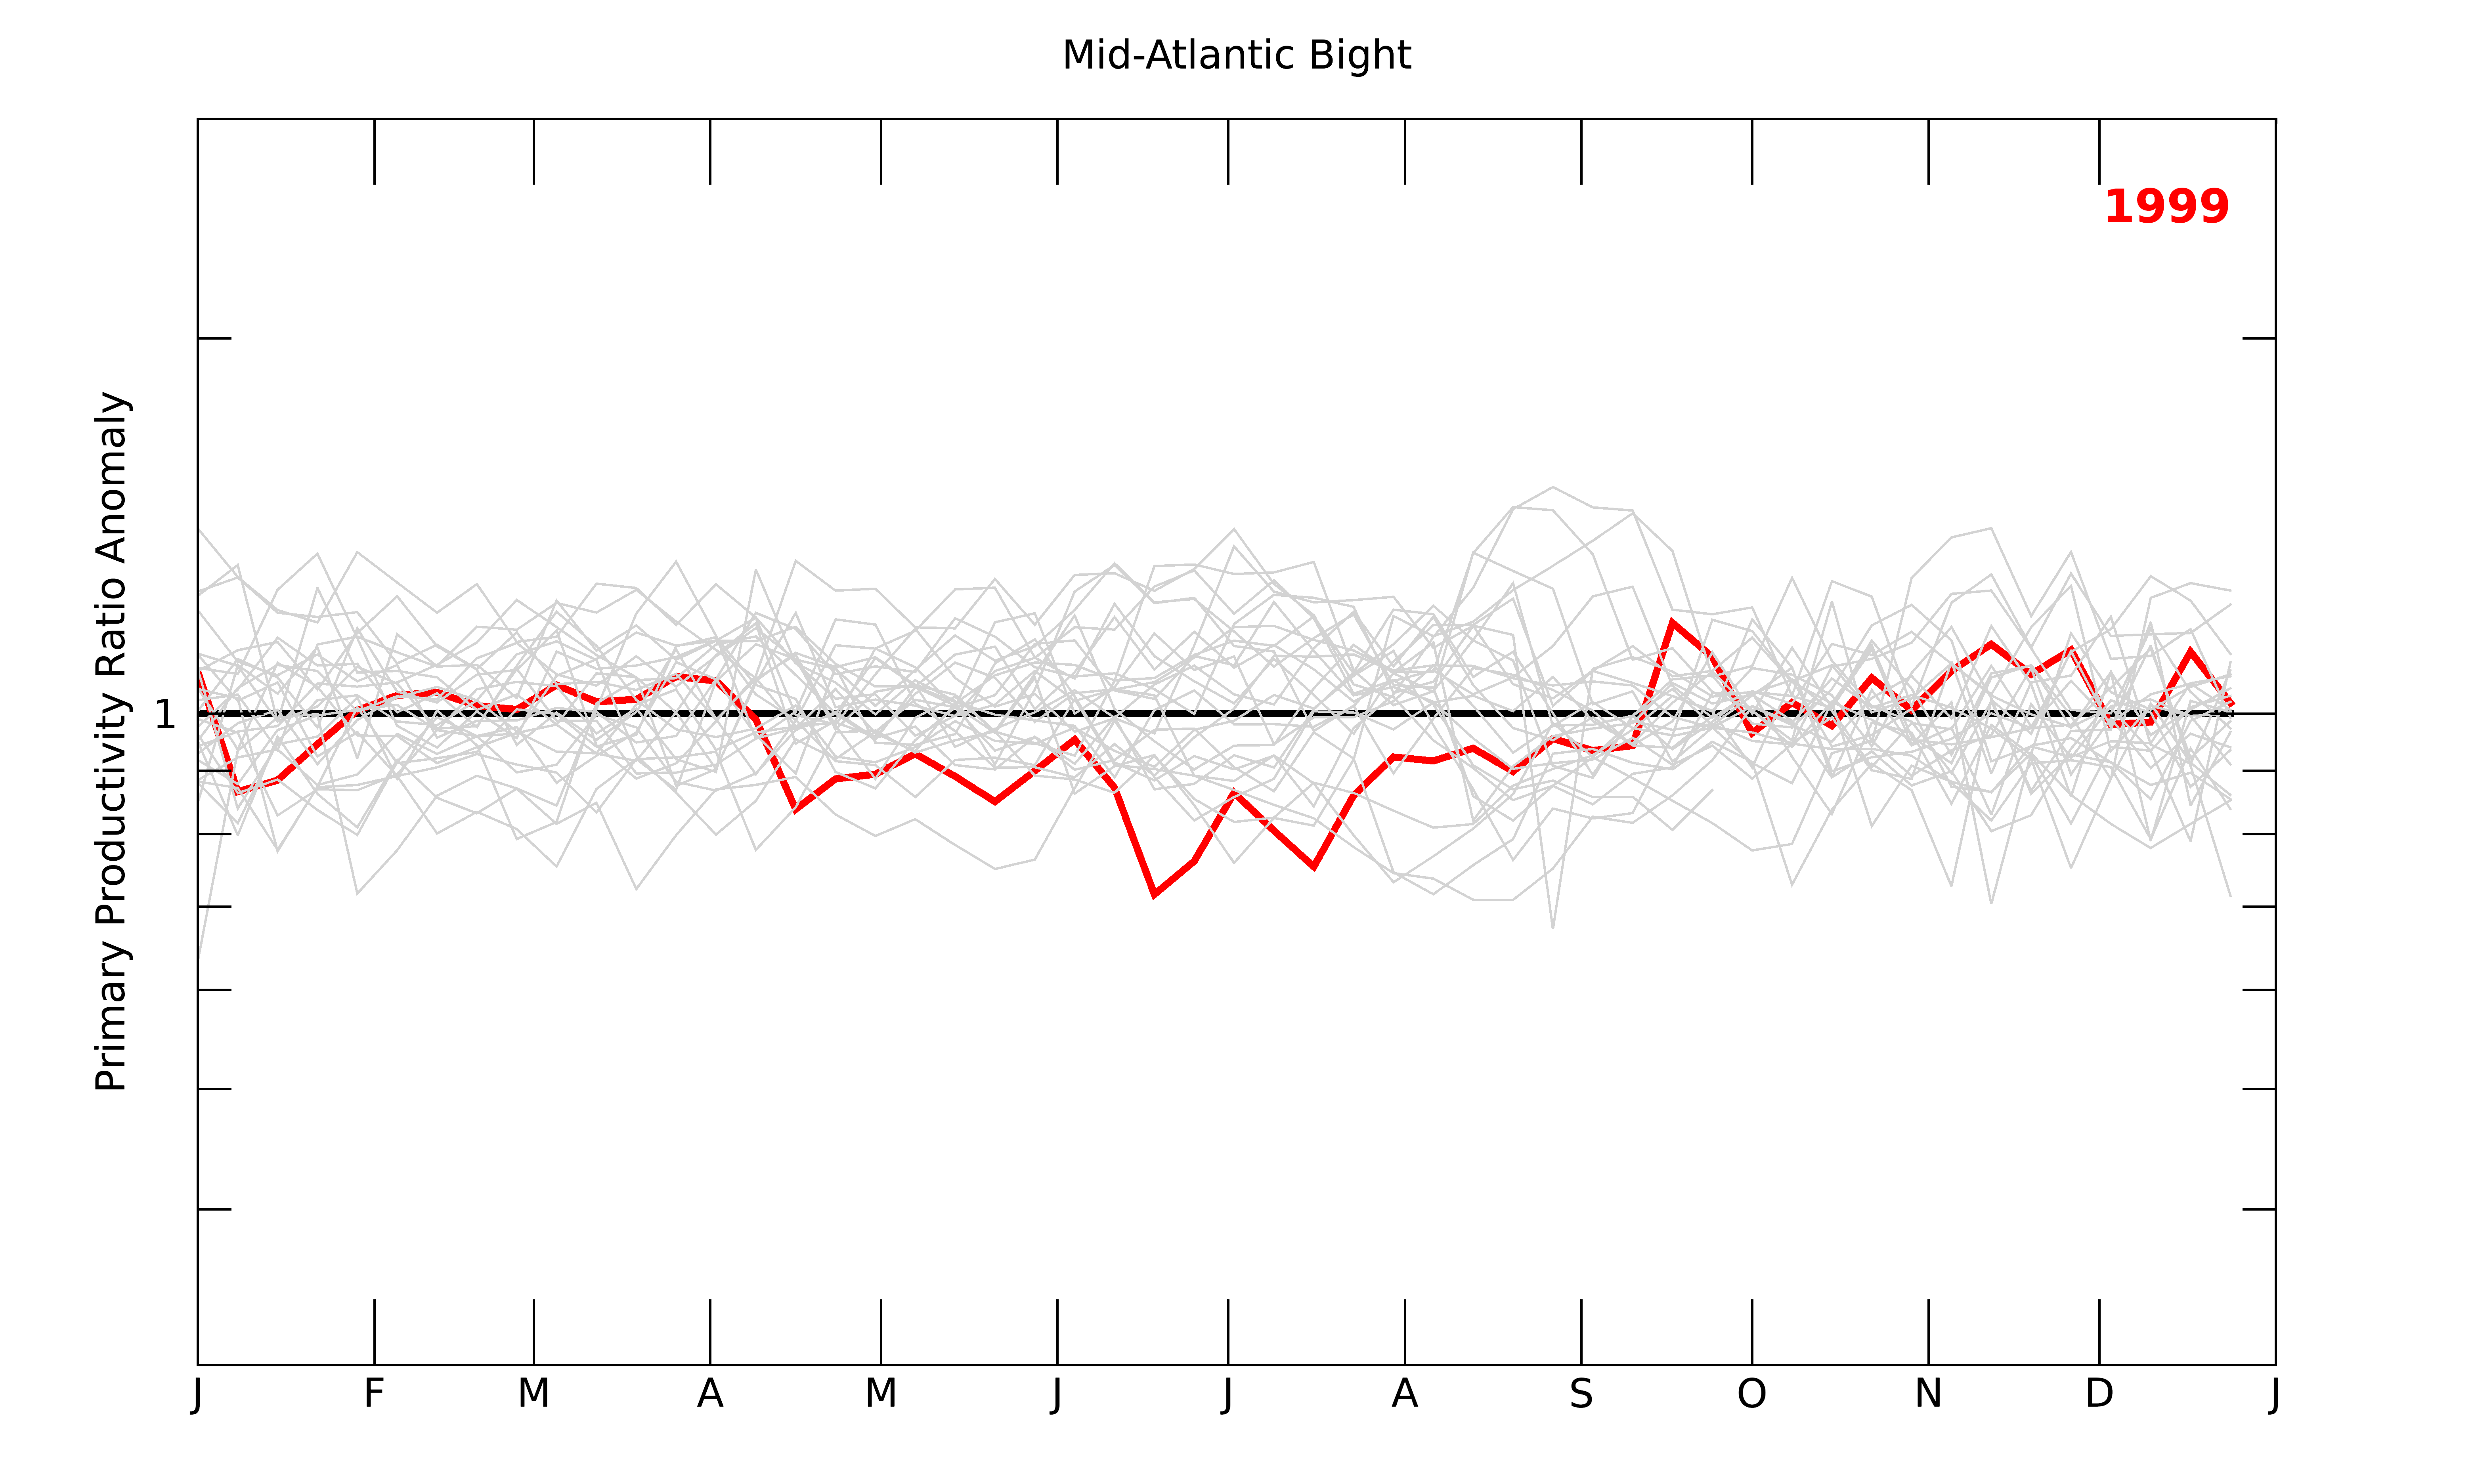 Mid-Atlantic Bight
1999
Primary Productivity Ratio Anomaly
1
J F M A M J J A S O N D J